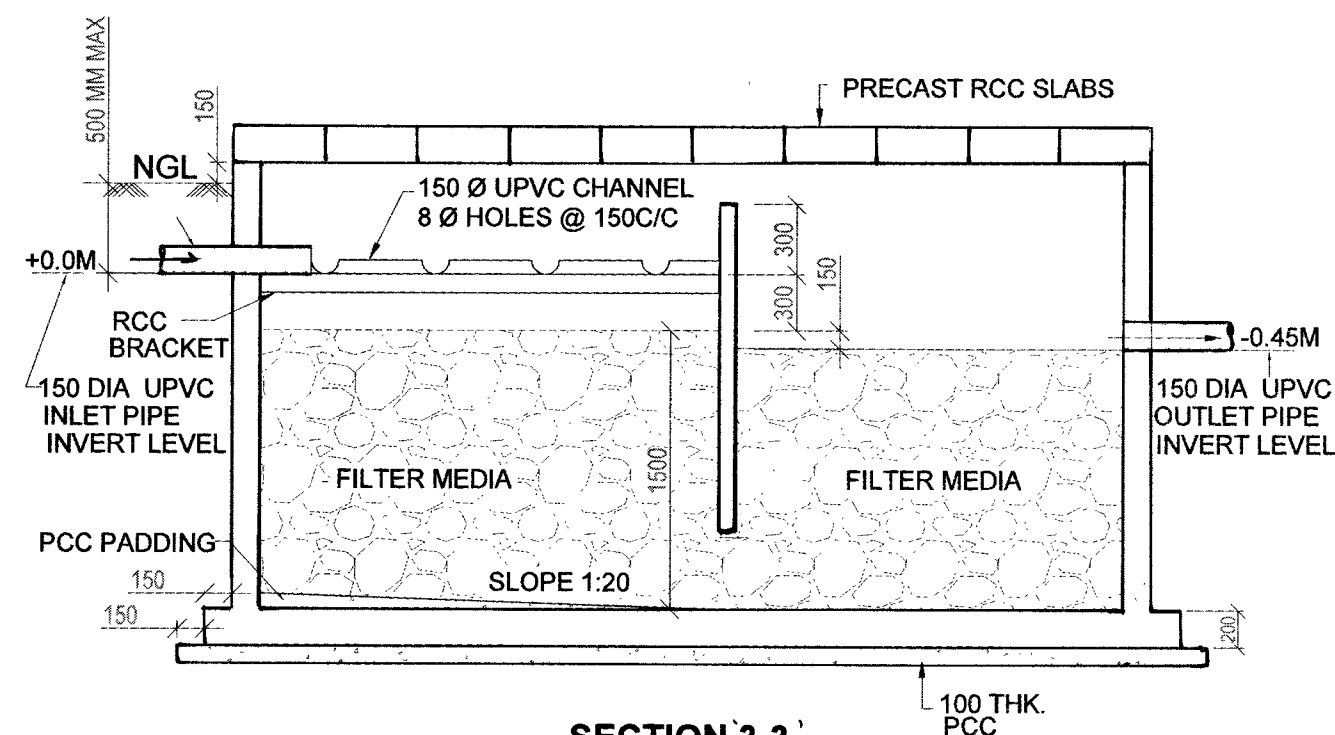 500 MM MAX
150
PRECAST RCC SLABS
NGL
150 Ø UPVC CHANNEL
8 Ø HOLES @ 150C/C
300
150
300
+0.0M
RCC
BRACKET
-0.45M
150 DIA UPVC
INLET PIPE
INVERT LEVEL
150 DIA UPVC
OUTLET PIPE
INVERT LEVEL
FILTER MEDIA
1500
FILTER MEDIA
PCC PADDING
SLOPE 1:20
150
150
200
100 THK.
PCC
SECTION